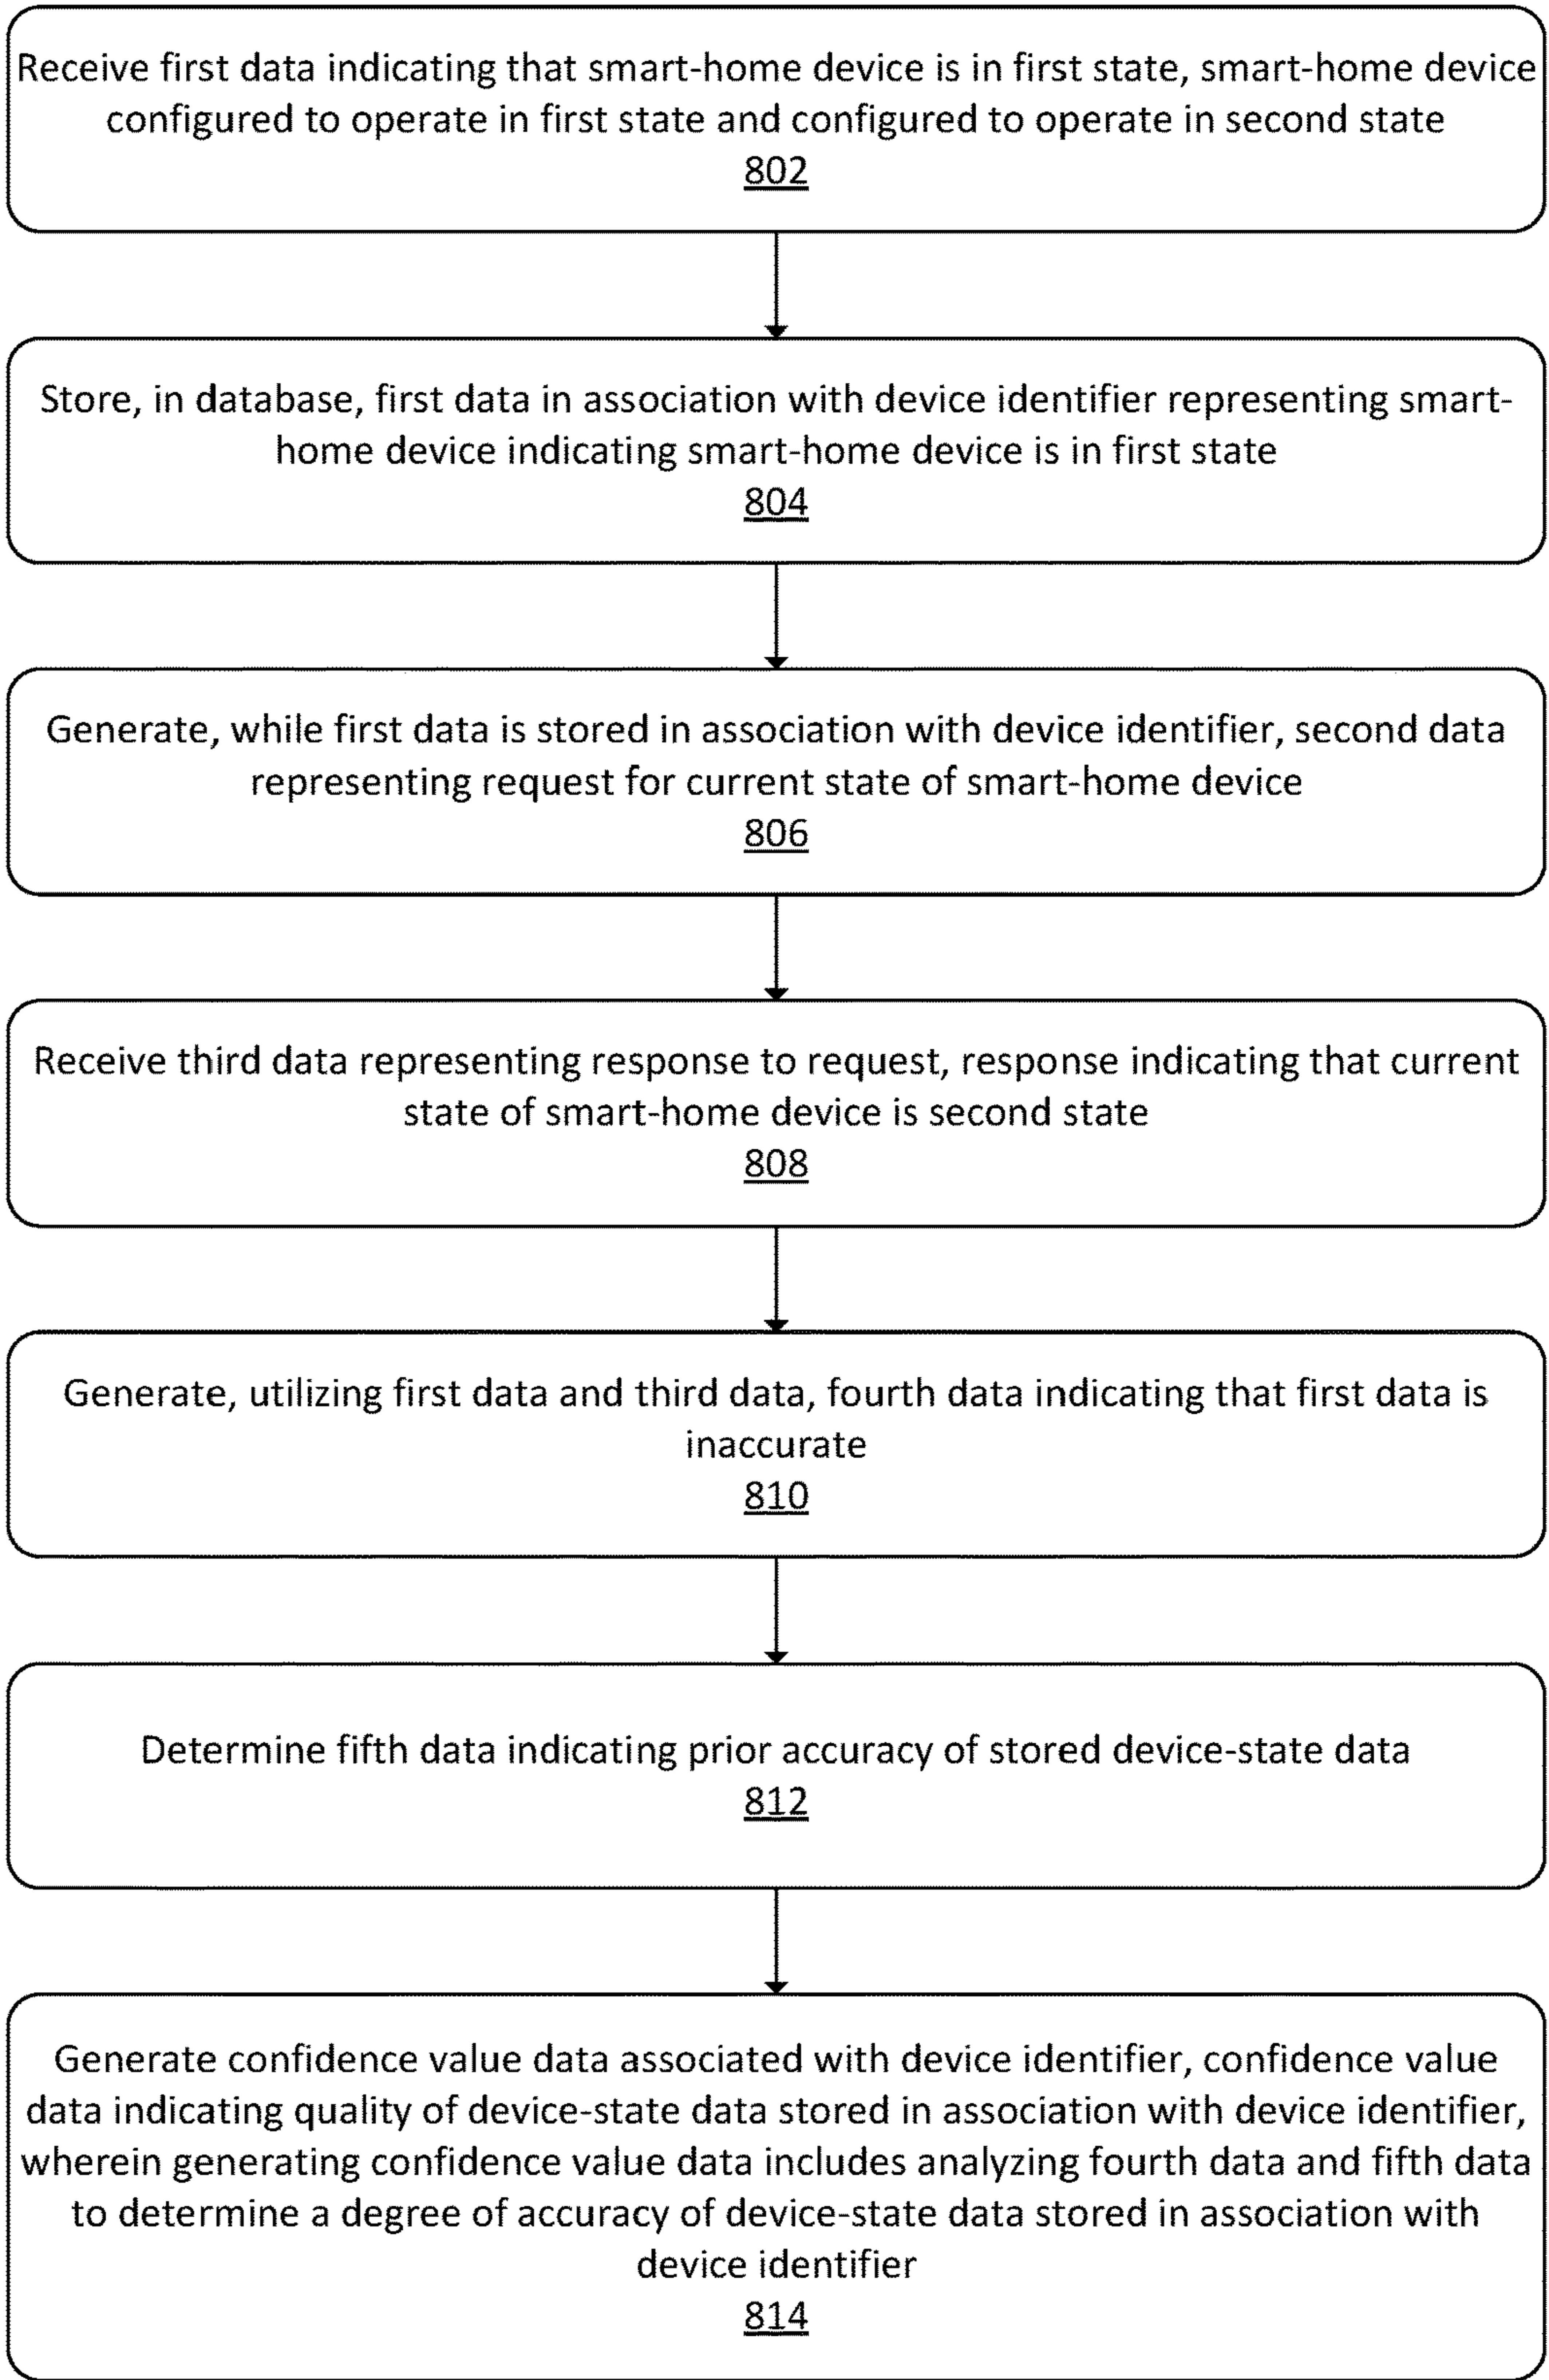 Receive first data indicating that smart-home device is in first state, smart-home device
configured to operate in first state and configured to operate in second state
802
Store, in database, first data in association with device identifier representing smart-
home device indicating smart-home device is in first state
804
Generate, while first data is stored in association with device identifier, second data
representing request for current state of smart-home device
806
Receive third data representing response to request, response indicating that current
state of smart-home device is second state
808
Generate, utilizing first data and third data, fourth data indicating that first data is
inaccurate
810
Determine fifth data indicating prior accuracy of stored device-state data
812
Generate confidence value data associated with device identifier, confidence value
data indicating quality of device-state data stored in association with device identifier,
wherein generating confidence value data includes analyzing fourth data and fifth data
to determine a degree of accuracy of device-state data stored in association with
device identifier
814